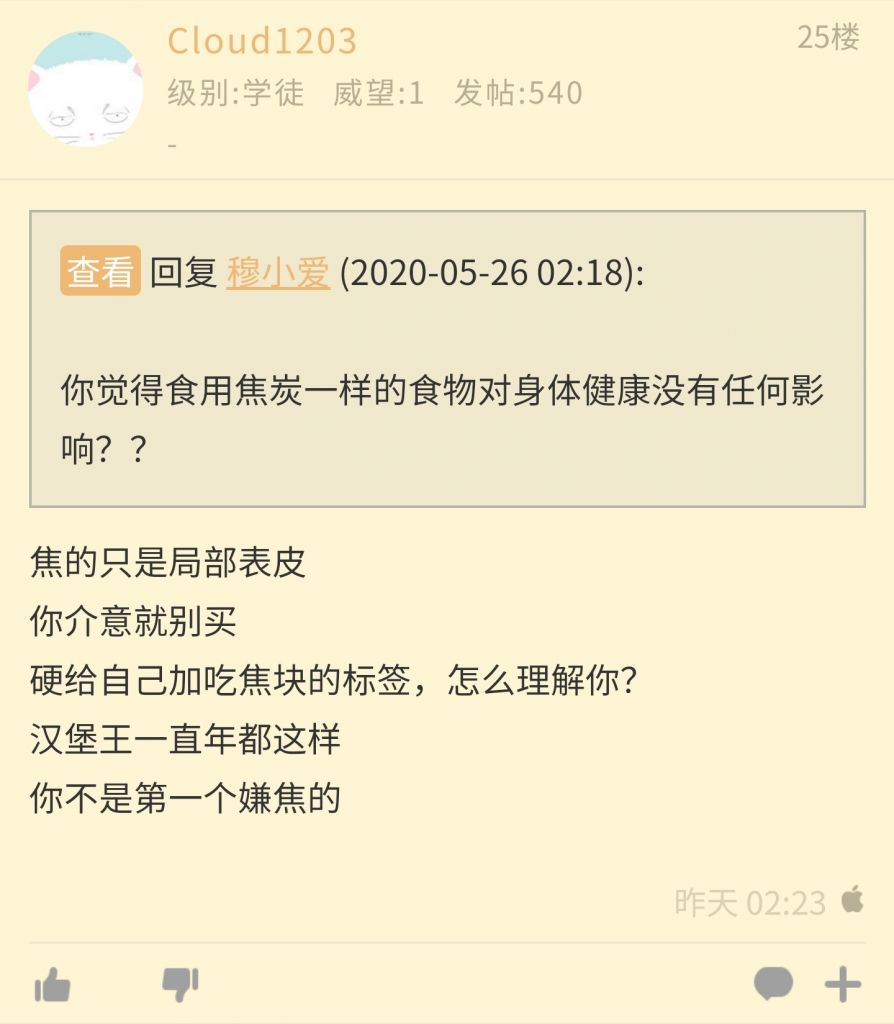 Cloud1203
25楼
级别:学徒 威望:1 发帖:540
-
查看 回复 穆小爱 (2020-05-26 02:18):
你觉得食用焦炭一样的食物对身体健康没有任何影
响？？
焦的只是局部表皮
你介意就别买
硬给自己加吃焦块的标签，怎么理解你？
汉堡王一直年都这样
你不是第一个嫌焦的
昨天 02:23